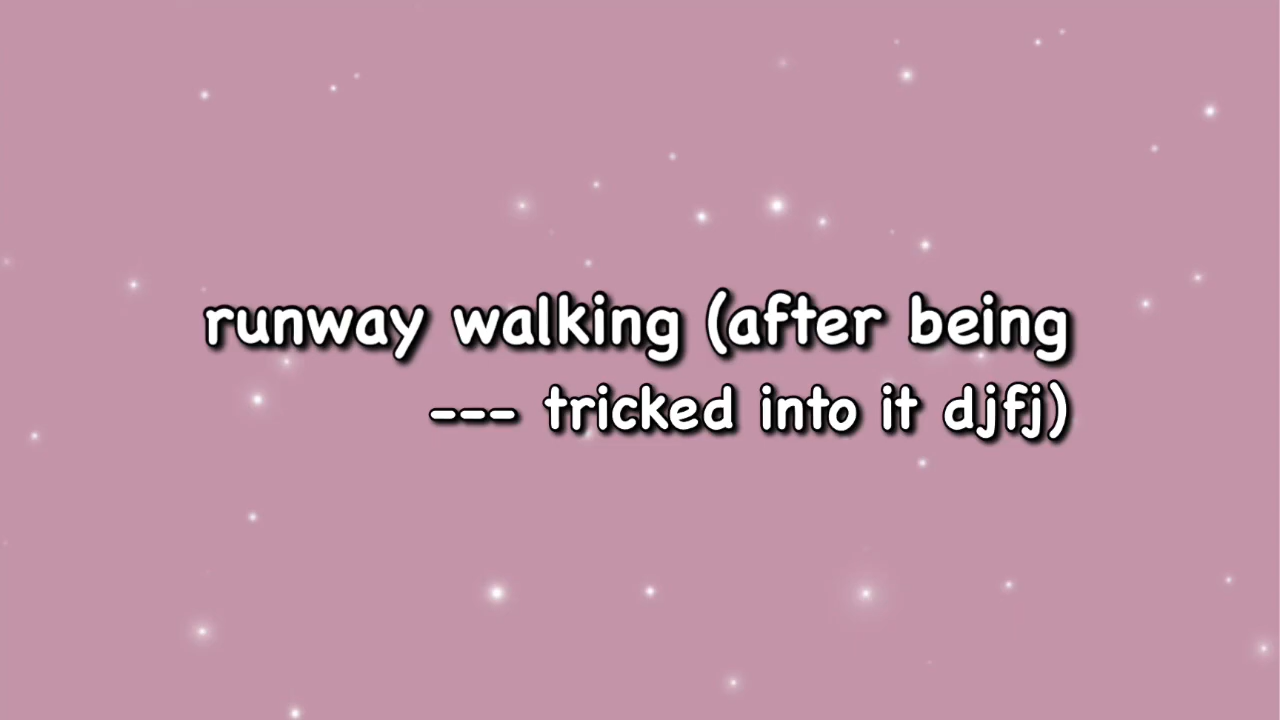 runway walking (after being
--- tricked into it djfj)